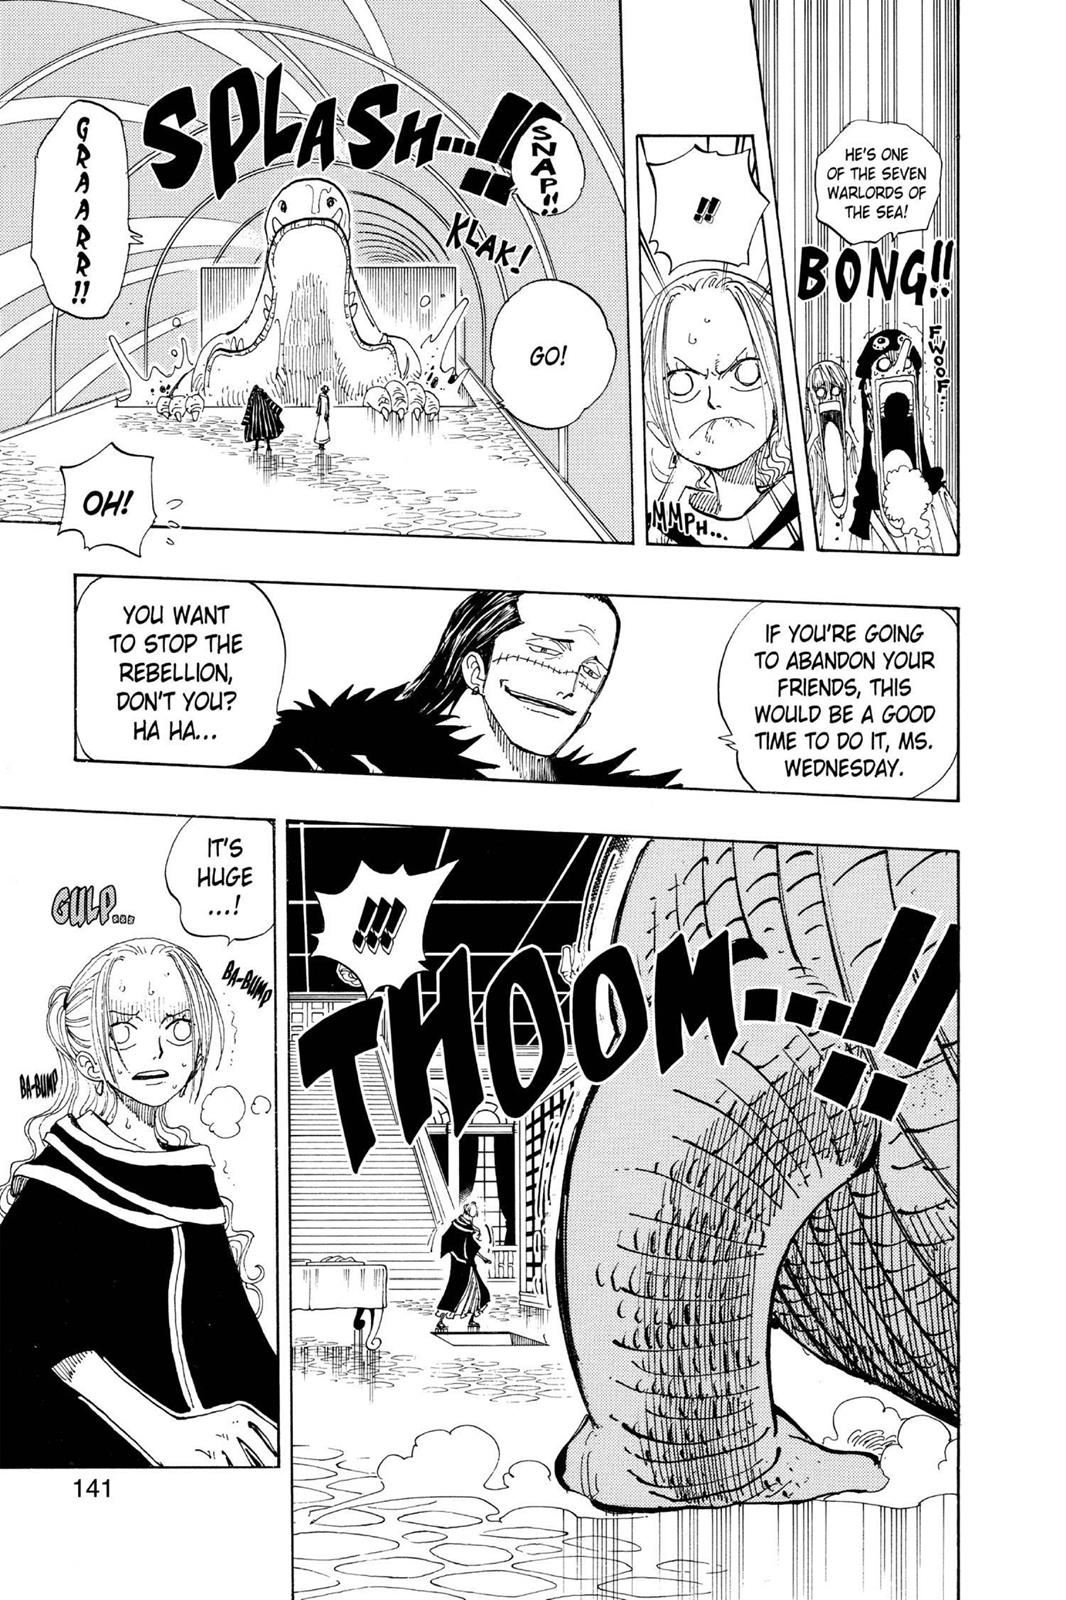 HE'S ONE
OF THE SEVEN
WARLORDS OF
THE SEA!
BONG!!
FWOOF
!!
MMPH...
SNAP!!
SPLASH...!!
KLAK!
GRAARR!!
GO!
OH!
IF YOU'RE GOING
TO ABANDON YOUR
FRIENDS, THIS
WOULD BE A GOOD
TIME TO DO IT, MS.
WEDNESDAY.
YOU WANT
TO STOP THE
REBELLION,
DON'T YOU?
HA HA...
!!!
THOOM...!!
IT'S
HUGE
...!
GULP...
BA-BUMP
BA-BUMP
141